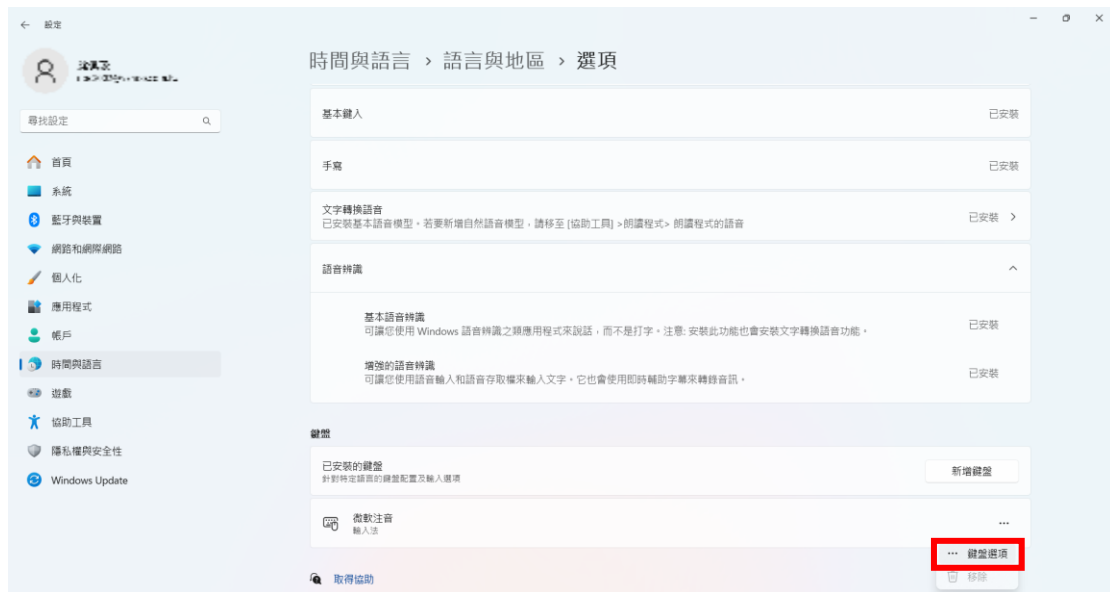 設定
時間與語言 > 語言與地區 > 選項
尋找設定
首頁
系統
藍牙與裝置
網路和網際網路
個人化
應用程式
帳戶
時間與語言
遊戲
協助工具
隱私權與安全性
Windows Update
基本鍵入
已安裝
手寫
已安裝
文字轉換語音
已安裝基本語音模型。若要新增自然語音模型，請移至 [協助工具] >朗讀程式> 朗讀程式的語音
已安裝
語音辨識
基本語音辨識
可讓您使用 Windows 語音辨識之類應用程式來說話，而不是打字。注意: 安裝此功能也會安裝文字轉換語音功能。
已安裝
增強的語音辨識
可讓您使用語音輸入和語音存取權來輸入文字。它也會使用即時輔助字幕來轉錄音訊。
已安裝
鍵盤
已安裝的鍵盤
針對特定語言的鍵盤配置及輸入選項
新增鍵盤
微軟注音
輸入法
... 鍵盤選項
移除
取得協助